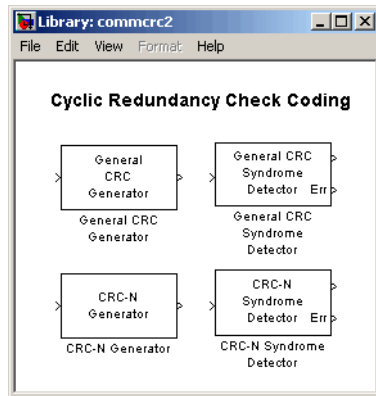 Library: commcrc2
File Edit View Format Help
Cyclic Redundancy Check Coding
General
CRC
Generator
General CRC
Generator
General CRC
Syndrome
Detector Err
General CRC
Syndrome
Detector
CRC-N
Generator
CRC-N Generator
CRC-N
Syndrome
Detector Err
CRC-N Syndrome
Detector